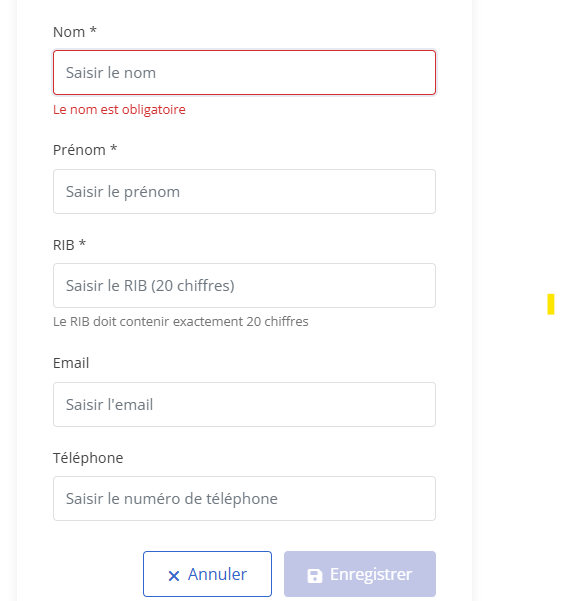 Nom *
Saisir le nom
Le nom est obligatoire
Prénom *
Saisir le prénom
RIB *
Saisir le RIB (20 chiffres)
Le RIB doit contenir exactement 20 chiffres
Email
Saisir l'email
Téléphone
Saisir le numéro de téléphone
Annuler
Enregistrer